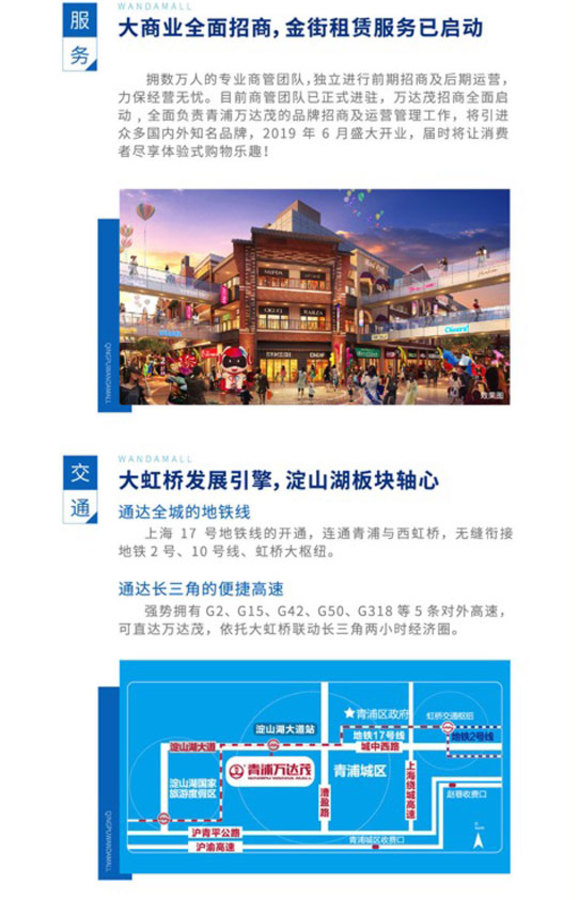 服务
WANDAMALL
大商业全面招商,金街租赁服务已启动
拥数万人的专业商管团队,独立进行前期招商及后期运营,
力保经营无忧。目前商管团队已正式进驻,万达茂招商全面启
动,全面负责青浦万达茂的品牌招商及运营管理工作,将引进
众多国内外知名品牌,2019 年 6 月盛大开业,届时将让消费
者尽享体验式购物乐趣!
QINGPUWANDAMALL
效果图
交通
WANDAMALL
大虹桥发展引擎,淀山湖板块轴心
通达全城的地铁线
上海 17 号地铁线的开通,连通青浦与西虹桥,无缝衔接
地铁 2 号、10 号线、虹桥大枢纽。
通达长三角的便捷高速
强势拥有 G2、G15、G42、G50、G318 等 5 条对外高速,
可直达万达茂,依托大虹桥联动长三角两小时经济圈。
QINGPUWANDAMALL
青浦区政府
虹桥交通枢纽
淀山湖大道站
地铁17号线
地铁2号线
淀山湖大道
城中西路
青浦万达茂
青浦城区
淀山湖国家
旅游度假区
漕盈路
上海绕城高速
赵巷收费口
沪青平公路
青浦城区收费口
沪渝高速